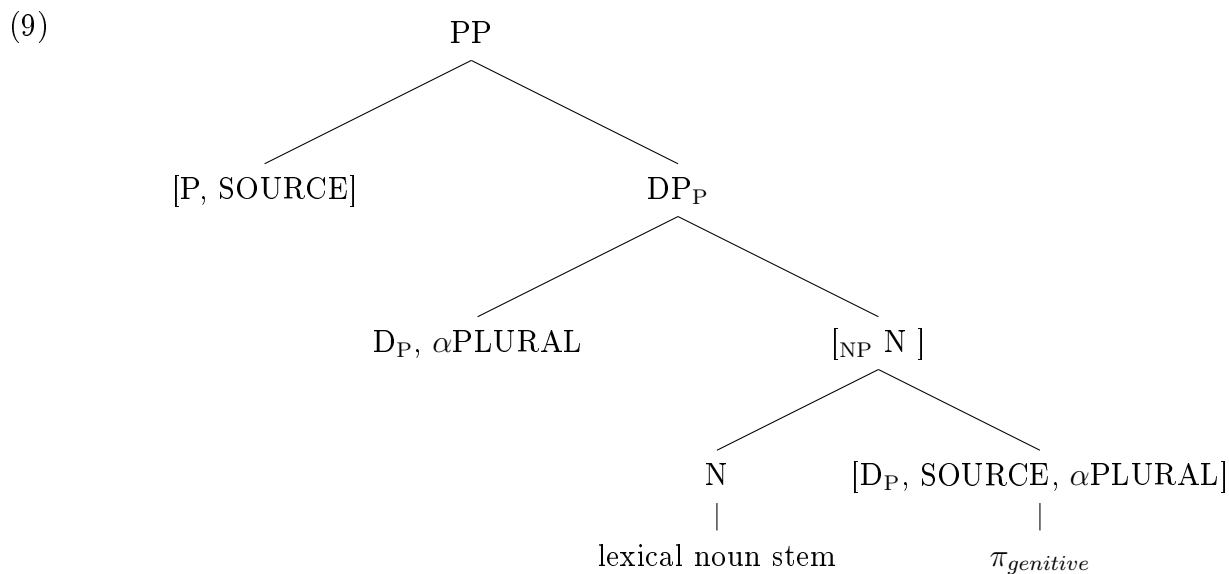 (9)
PP
[P, SOURCE] DP_P
D_P, αPLURAL [_NP N ]
N [D_P, SOURCE, αPLURAL]
lexical noun stem π_genitive